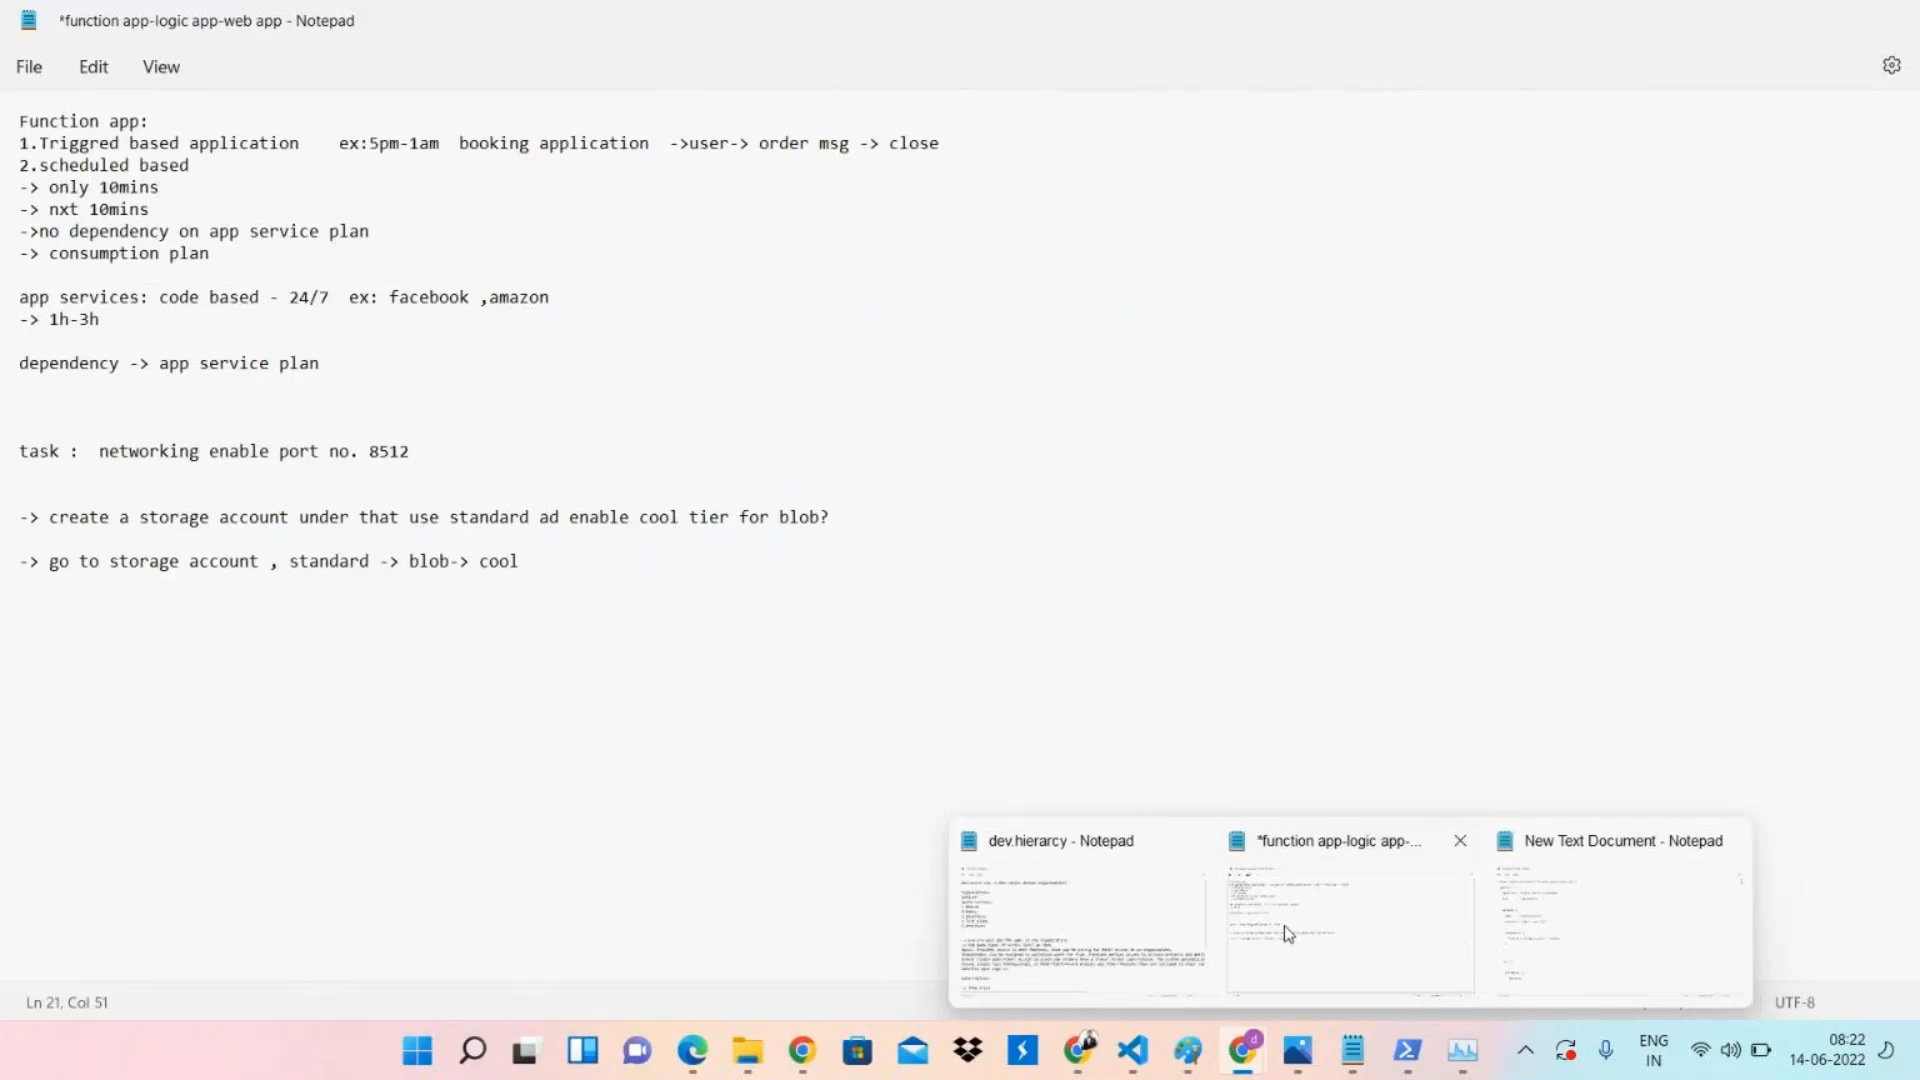 *function app-logic app-web app - Notepad
File Edit View
Function app:
1.Triggred based application ex:5pm-1am booking application ->user-> order msg -> close
2.scheduled based
-> only 10mins
-> nxt 10mins
->no dependency on app service plan
-> consumption plan
app services: code based - 24/7 ex: facebook ,amazon
-> 1h-3h
dependency -> app service plan
task : networking enable port no. 8512
-> create a storage account under that use standard ad enable cool tier for blob?
-> go to storage account , standard -> blob-> cool
dev.hierarcy - Notepad
*function app-logic app-...
New Text Document - Notepad
Ln 21, Col 51
UTF-8
ENG
IN
08:22
14-06-2022